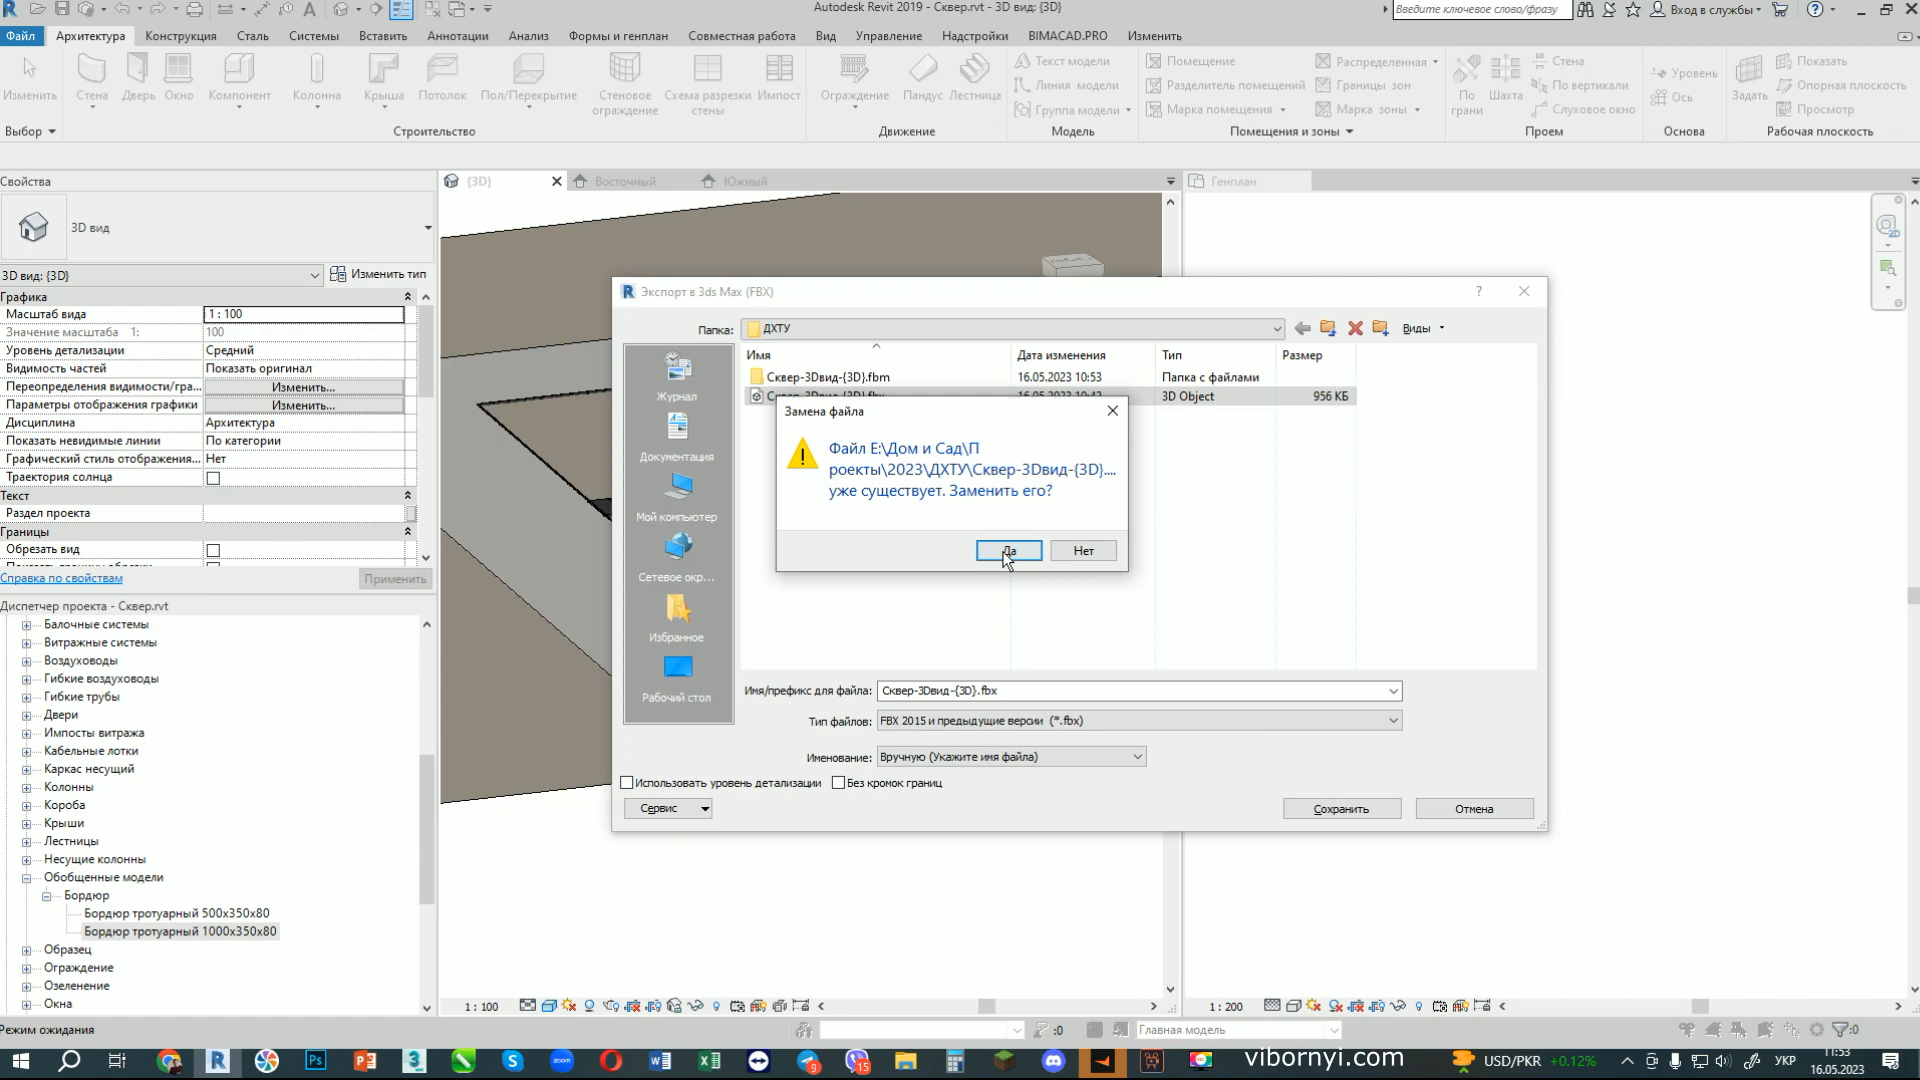 Autodesk Revit 2019 - Сквер.rvt - 3D вид: {3D}
Введите ключевое слово/фразу
Вход в службы
Файл Архитектура Конструкция Сталь Системы Вставить Аннотации Анализ Формы и генплан Совместная работа Вид Управление Надстройки BIMACAD.PRO Изменить
Изменить Стена Дверь Окно Компонент Колонна Крыша Потолок Пол/Перекрытие Стеновое ограждение Схема разрезки стены Импост Ограждение Пандус Лестница
Текст модели
Линия модели
Группа модели
Помещение
Разделитель помещений
Марка помещения
Распределенная
Границы зон
Марка зоны
По грани
Шахта
Стена
По вертикали
Слуховое окно
Уровень
Ось
Задать
Показать
Опорная плоскость
Просмотр
Выбор Строительство Движение Модель Помещения и зоны Проем Основа Рабочая плоскость
Свойства
{3D} Восточный Южный Генплан
3D вид
3D вид: {3D} Изменить тип
Графика
Масштаб вида 1 : 100
Значение масштаба 1: 100
Уровень детализации Средний
Видимость частей Показать оригинал
Переопределения видимости/гра... Изменить...
Параметры отображения графики Изменить...
Дисциплина Архитектура
Показать невидимые линии По категории
Графический стиль отображения... Нет
Траектория солнца
Текст
Раздел проекта
Границы
Обрезать вид
Справка по свойствам Применить
Диспетчер проекта - Сквер.rvt
Балочные системы
Витражные системы
Воздуховоды
Гибкие воздуховоды
Гибкие трубы
Двери
Импосты витража
Кабельные лотки
Каркас несущий
Колонны
Короба
Крыши
Лестницы
Несущие колонны
Обобщенные модели
Бордюр
Бордюр тротуарный 500x350x80
Бордюр тротуарный 1000x350x80
Образец
Ограждение
Озеленение
Окна
Экспорт в 3ds Max (FBX)
Папка: ДХТУ Виды
Имя Дата изменения Тип Размер
Сквер-3Dвид-{3D}.fbm 16.05.2023 10:53 Папка с файлами
3D Object 956 КБ
Журнал
Документация
Мой компьютер
Сетевое окр...
Избранное
Рабочий стол
Замена файла
Файл E:\Дом и Сад\П
роекты\2023\ДХТУ\Сквер-3Dвид-{3D}....
уже существует. Заменить его?
Да Нет
Имя/префикс для файла: Сквер-3Dвид-{3D}.fbx
Тип файлов: FBX 2015 и предыдущие версии (*.fbx)
Именование: Вручную (Укажите имя файла)
Использовать уровень детализации Без кромок границ
Сервис Сохранить Отмена
1 : 100 1 : 200
Режим ожидания :0 Главная модель :0
vibornyi.com
USD/PKR +0.12%
УКР
11:53
16.05.2023